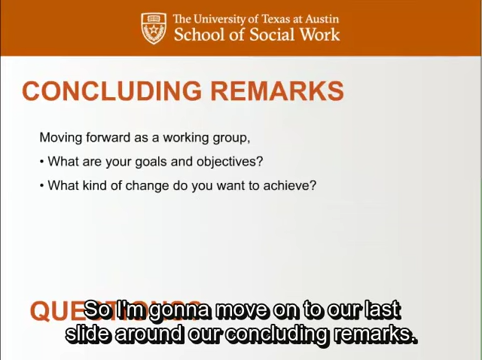 The University of Texas at Austin
School of Social Work
CONCLUDING REMARKS
Moving forward as a working group,
• What are your goals and objectives?
• What kind of change do you want to achieve?
So I'm gonna move on to our last
slide around our concluding remarks.